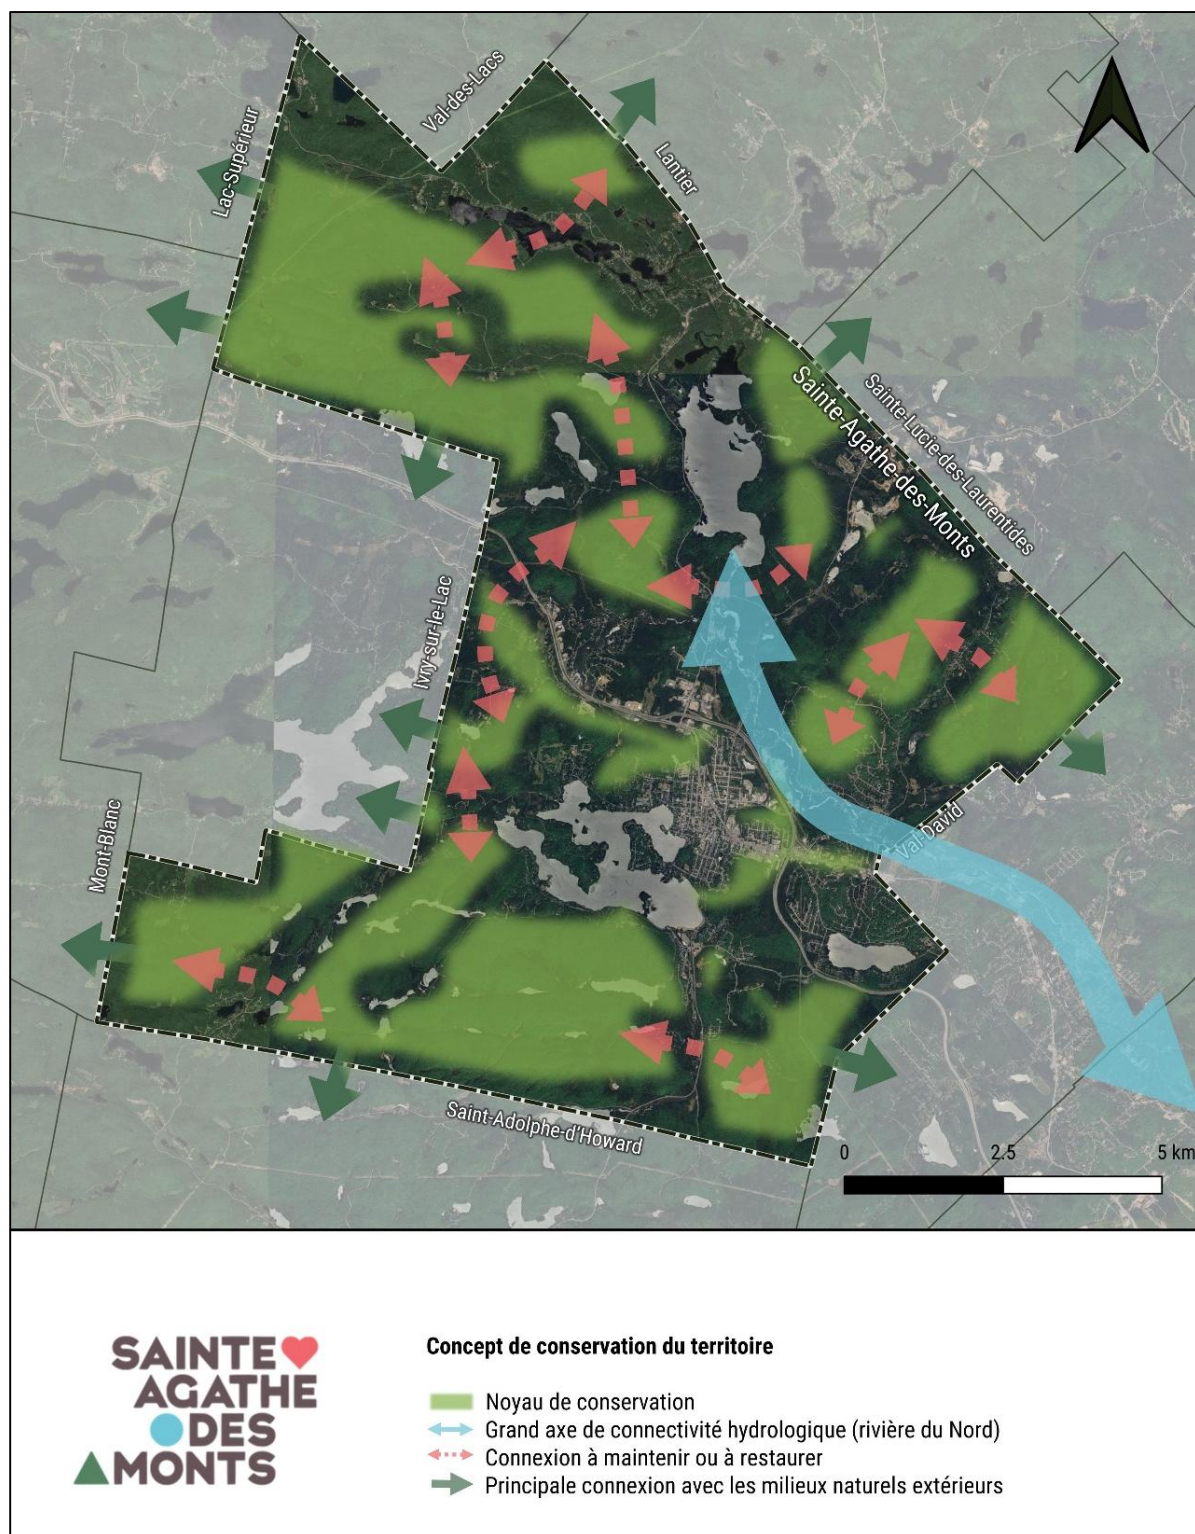 Val-des-Lacs
Lac-Supérieur
Lantier
Sainte-Lucie-des-Laurentides
Sainte-Agathe-des-Monts
Ivry-sur-le-Lac
Mont-Blanc
Val-David
Saint-Adolphe-d'Howard
0 2.5 5 km
SAINTE
AGATHE
DES
MONTS
Concept de conservation du territoire
Noyau de conservation
Grand axe de connectivité hydrologique (rivière du Nord)
Connexion à maintenir ou à restaurer
Principale connexion avec les milieux naturels extérieurs